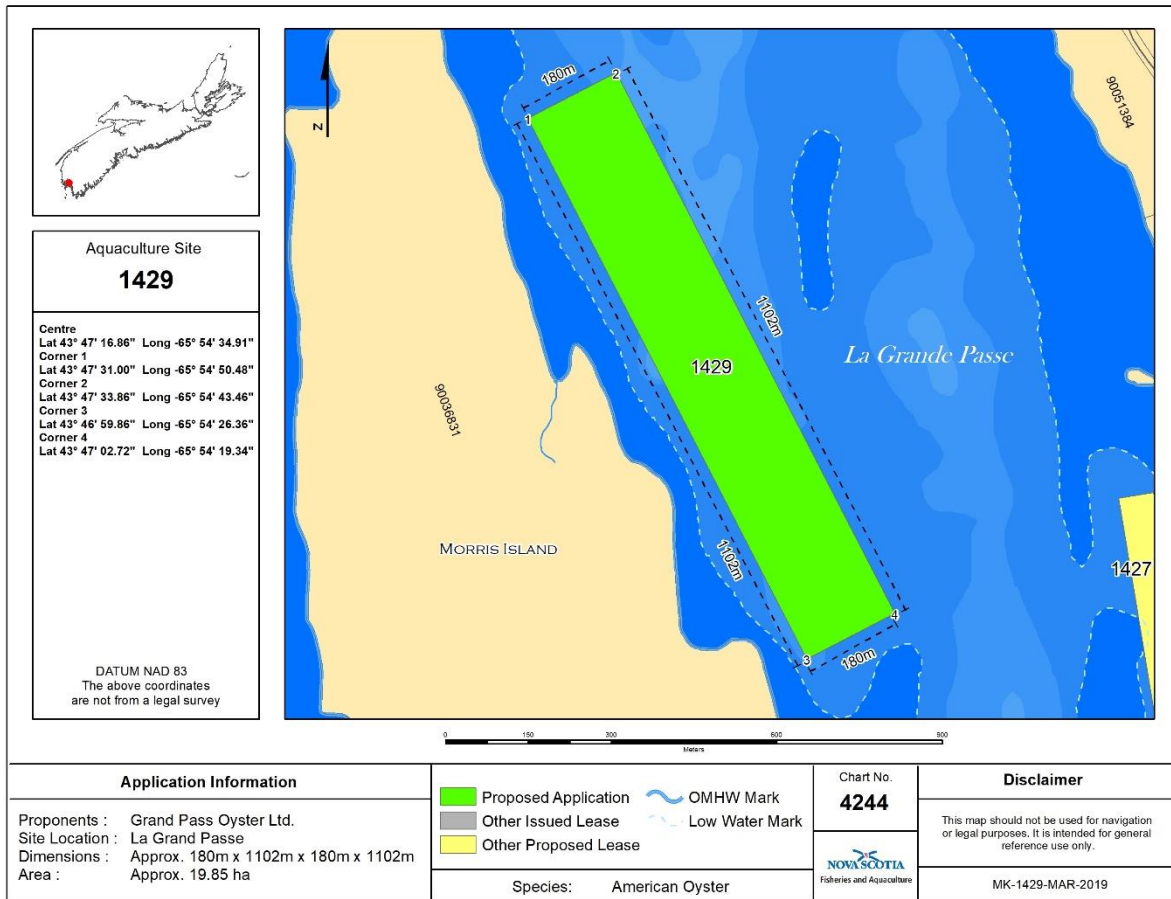 N
Aquaculture Site
1429
Centre
Lat 43° 47' 16.86" Long -65° 54' 34.91"
Corner 1
Lat 43° 47' 31.00" Long -65° 54' 50.48"
Corner 2
Lat 43° 47' 33.86" Long -65° 54' 43.46"
Corner 3
Lat 43° 46' 59.86" Long -65° 54' 26.36"
Corner 4
Lat 43° 47' 02.72" Long -65° 54' 19.34"
DATUM NAD 83
The above coordinates
are not from a legal survey
180m
1
2
90051384
1102m
La Grande Passe
1429
90036831
MORRIS ISLAND
1102m
1427
4
3
180m
0 150 300 600 900
Meters
Application Information
Proponents : Grand Pass Oyster Ltd.
Site Location : La Grand Passe
Dimensions : Approx. 180m x 1102m x 180m x 1102m
Area : Approx. 19.85 ha
Proposed Application
OMHW Mark
Other Issued Lease
Low Water Mark
Other Proposed Lease
Species: American Oyster
Chart No.
4244
NOVA SCOTIA
Fisheries and Aquaculture
Disclaimer
This map should not be used for navigation
or legal purposes. It is intended for general
reference use only.
MK-1429-MAR-2019